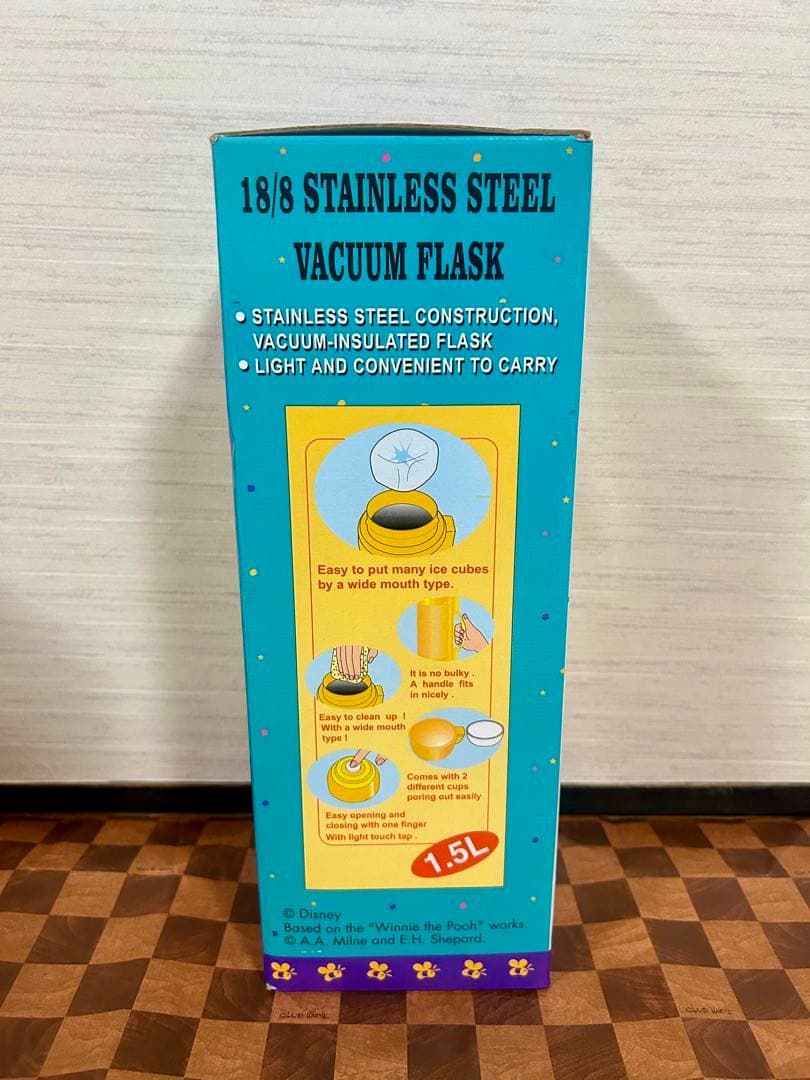 18/8 STAINLESS STEEL
VACUUM FLASK
• STAINLESS STEEL CONSTRUCTION,
VACUUM-INSULATED FLASK
• LIGHT AND CONVENIENT TO CARRY
Easy to put many ice cubes
by a wide mouth type.
It is no bulky .
A handle fits
in nicely .
Easy to clean up !
With a wide mouth
type !
Comes with 2
different cups
poring out easily
Easy opening and
closing with one finger
With light touch tap .
1.5L
© Disney
Based on the "Winnie the Pooh" works.
© A.A. Milne and E.H. Shepard.